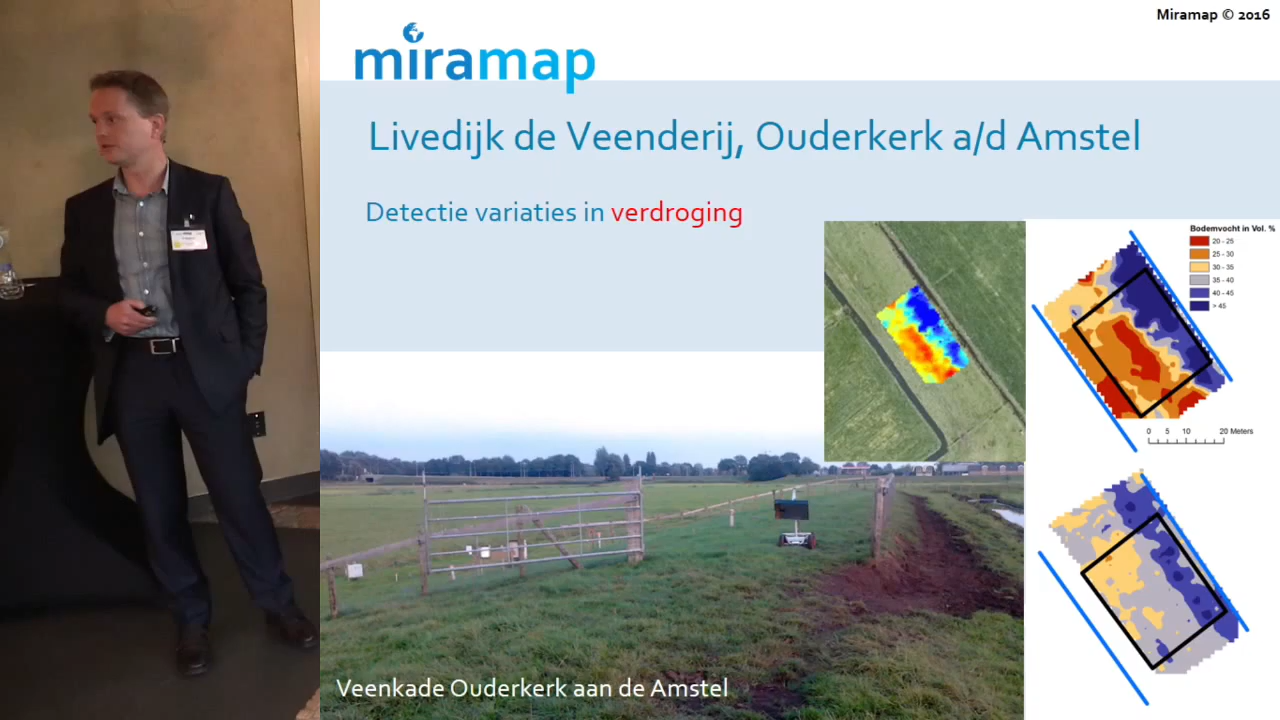 Miramap © 2016
miramap
Livedijk de Veenderij, Ouderkerk a/d Amstel
Detectie variaties in verdroging
Bodemvocht in Vol. %
20 - 25
25 - 30
30 - 35
35 - 40
40 - 45
> 45
0 5 10 20 Meters
Veenkade Ouderkerk aan de Amstel